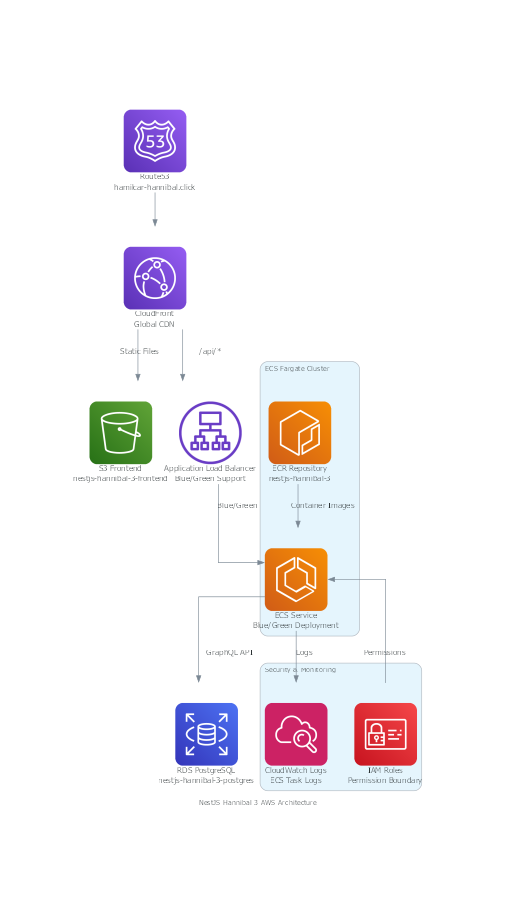 53
Route53
hamilcar-hannibal.click
CloudFront
Global CDN
Static Files
/api/*
ECS Fargate Cluster
S3 Frontend
nestjs-hannibal-3-frontend
Application Load Balancer
Blue/Green Support
ECR Repository
nestjs-hannibal-3
Blue/Green
Container Images
ECS Service
Blue/Green Deployment
GraphQL API
Logs
Permissions
Security & Monitoring
RDS PostgreSQL
nestjs-hannibal-3-postgres
CloudWatch Logs
ECS Task Logs
IAM Roles
Permission Boundary
NestJS Hannibal 3 AWS Architecture